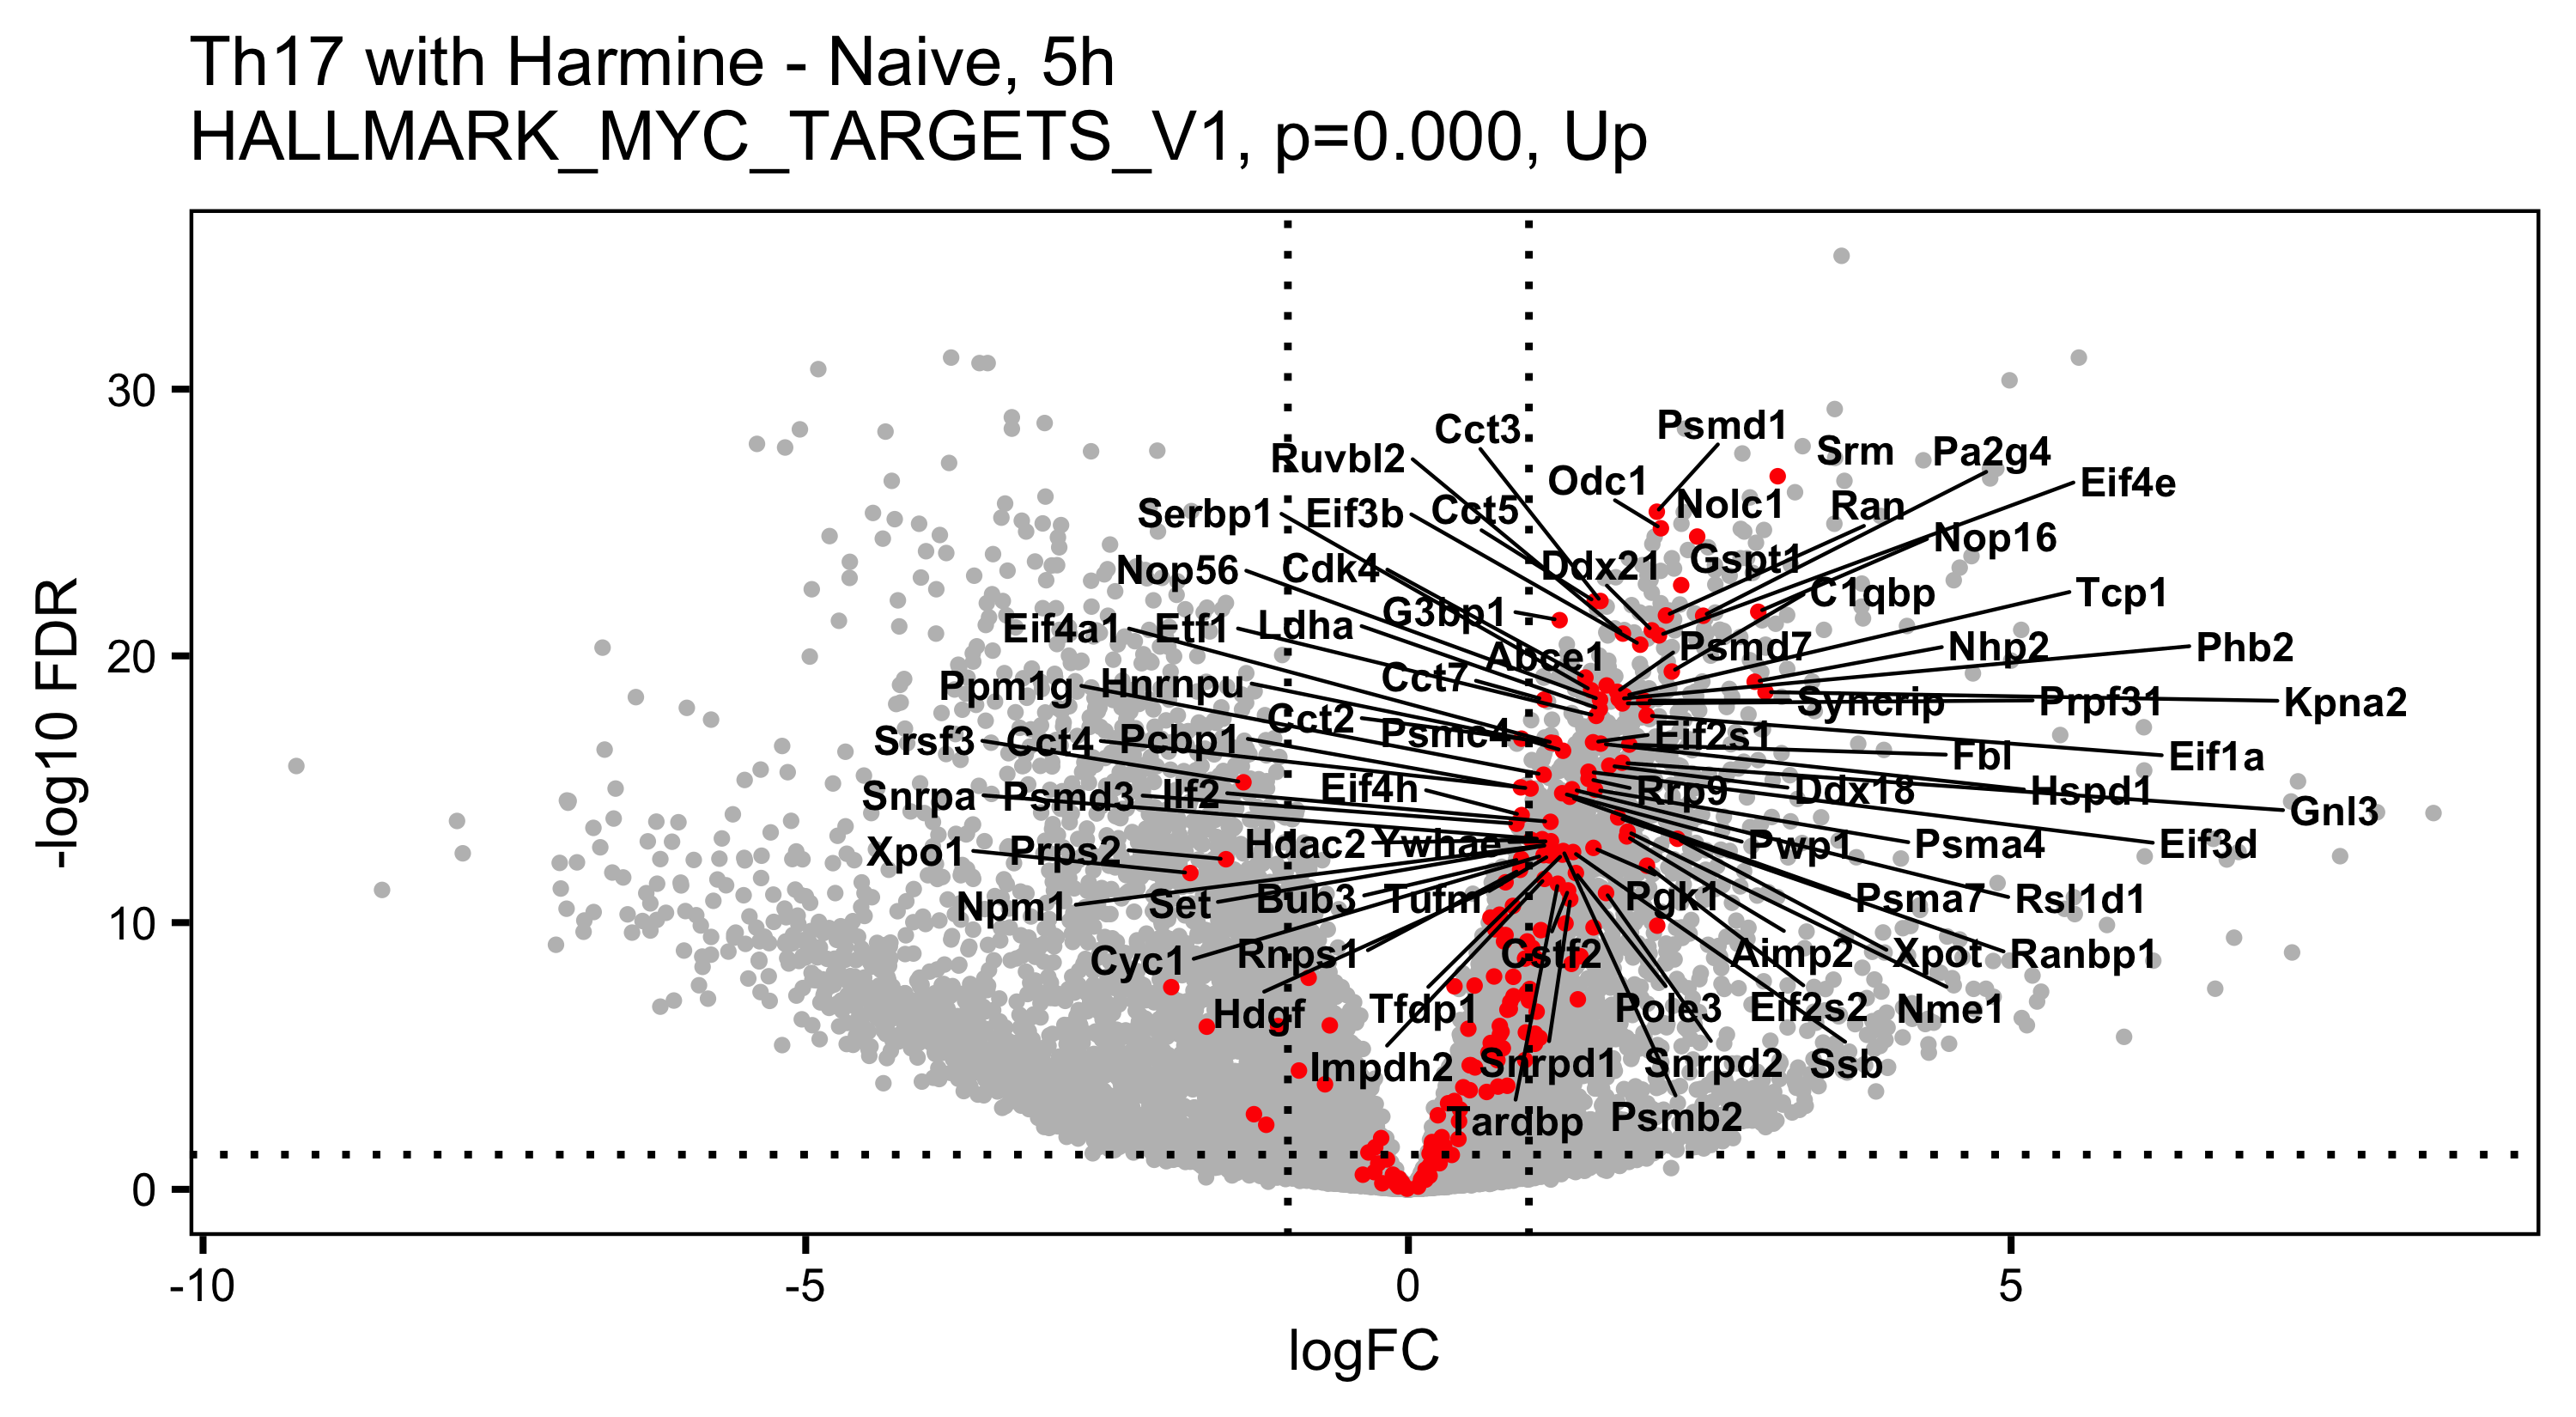 Th17 with Harmine - Naive, 5h
HALLMARK_MYC_TARGETS_V1, p=0.000, Up
-log10 FDR
30
20
10
0
Psmd1
Cct3
Srm
Pa2g4
Ruvbl2
Odc1
Eif4e
Nolc1
Ran
Serbp1
Eif3b
Cct5
Nop16
Nop56
Cdk4
Ddx21
Gspt1
C1qbp
Tcp1
G3bp1
Eif4a1
Etf1
Ldha
Psmd7
Nhp2
Phb2
Abce1
Cct7
Ppm1g
Hnrnpu
Syncrip
Prpf31
Kpna2
Cct2
Psmc4
Eif2s1
Srsf3
Cct4
Pcbp1
Fbl
Eif1a
Snrpa
Psmd3
Ilf2
Eif4h
Rrp9
Ddx18
Hspd1
Gnl3
Xpo1
Prps2
Hdac2
Ywhae
Pwp1
Psma4
Eif3d
Npm1
Set
Bub3
Tufm
Pgk1
Psma7
Rsl1d1
Cyc1
Rnps1
Cstf2
Aimp2
Xpot
Ranbp1
Hdgf
Tfdp1
Pole3
Eif2s2
Nme1
Impdh2
Snrpd1
Snrpd2
Ssb
Tardbp
Psmb2
-10
-5
0
5
logFC